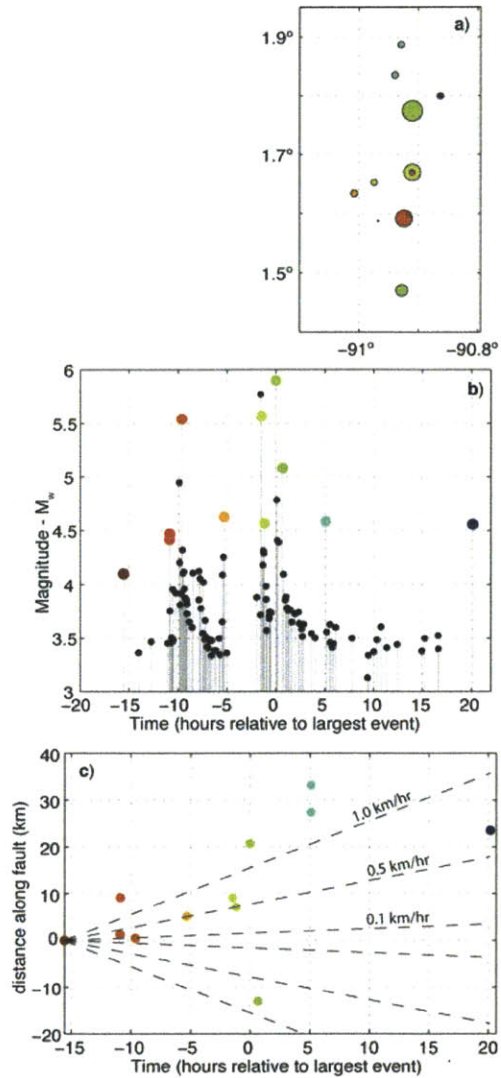 a)
1.9°
1.7°
1.5°
−91° −90.8°
b)
6
5.5
5
4.5
4
3.5
3
Magnitude - Mw
−20 −15 −10 −5 0 5 10 15 20
Time (hours relative to largest event)
c)
40
30
20
10
0
−10
−20
distance along fault (km)
1.0 km/hr
0.5 km/hr
0.1 km/hr
−15 −10 −5 0 5 10 15 20
Time (hours relative to largest event)